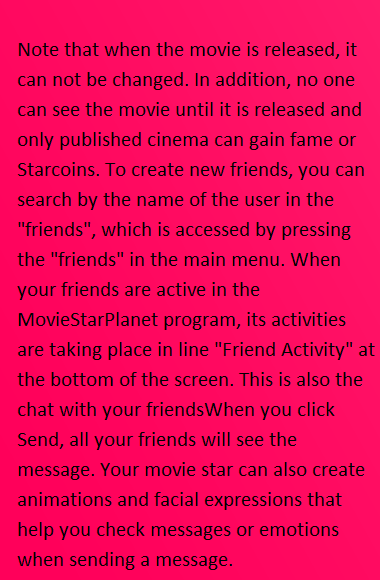 Note that when the movie is released, it
can not be changed. In addition, no one
can see the movie until it is released and
only published cinema can gain fame or
Starcoins. To create new friends, you can
search by the name of the user in the
"friends", which is accessed by pressing
the "friends" in the main menu. When
your friends are active in the
MovieStarPlanet program, its activities
are taking place in line "Friend Activity" at
the bottom of the screen. This is also the
chat with your friendsWhen you click
Send, all your friends will see the
message. Your movie star can also create
animations and facial expressions that
help you check messages or emotions
when sending a message.